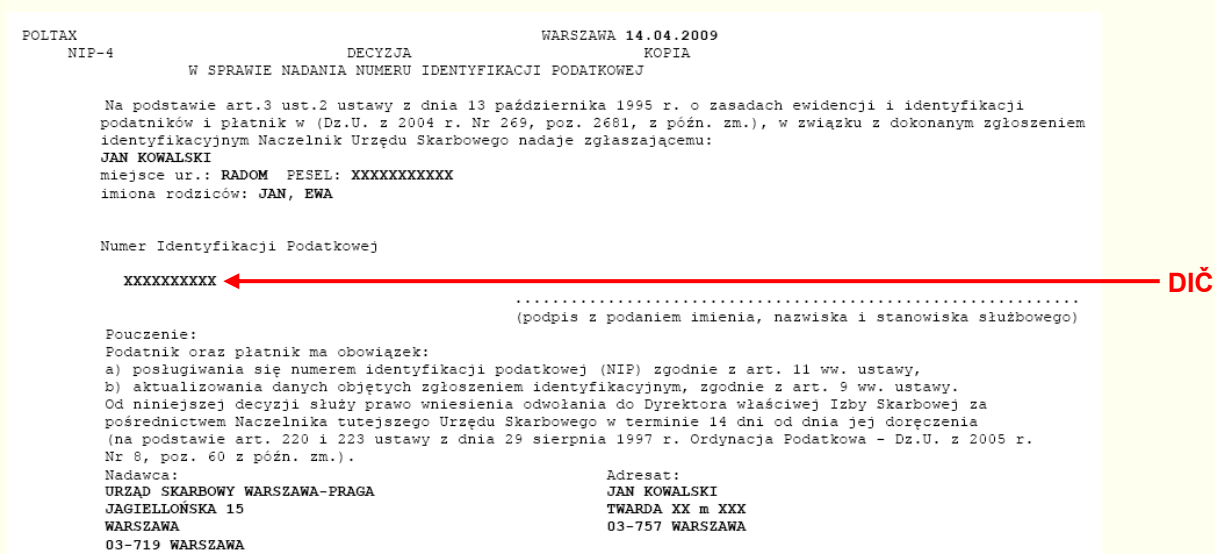 POLTAX WARSZAWA 14.04.2009
NIP-4 DECYZJA KOPIA
W SPRAWIE NADANIA NUMERU IDENTYFIKACJI PODATKOWEJ
Na podstawie art.3 ust.2 ustawy z dnia 13 października 1995 r. o zasadach ewidencji i identyfikacji
podatników i płatnik w (Dz.U. z 2004 r. Nr 269, poz. 2681, z późn. zm.), w związku z dokonanym zgłoszeniem
identyfikacyjnym Naczelnik Urzędu Skarbowego nadaje zgłaszającemu:
JAN KOWALSKI
miejsce ur.: RADOM PESEL: XXXXXXXXXXX
imiona rodziców: JAN, EWA
Numer Identyfikacji Podatkowej
XXXXXXXXXX
DIČ
............................................................
(podpis z podaniem imienia, nazwiska i stanowiska służbowego)
Pouczenie:
Podatnik oraz płatnik ma obowiązek:
a) posługiwania się numerem identyfikacji podatkowej (NIP) zgodnie z art. 11 ww. ustawy,
b) aktualizowania danych objętych zgłoszeniem identyfikacyjnym, zgodnie z art. 9 ww. ustawy.
Od niniejszej decyzji służy prawo wniesienia odwołania do Dyrektora właściwej Izby Skarbowej za
pośrednictwem Naczelnika tutejszego Urzędu Skarbowego w terminie 14 dni od dnia jej doręczenia
(na podstawie art. 220 i 223 ustawy z dnia 29 sierpnia 1997 r. Ordynacja Podatkowa - Dz.U. z 2005 r.
Nr 8, poz. 60 z późn. zm.).
Nadawca: Adresat:
URZĄD SKARBOWY WARSZAWA-PRAGA JAN KOWALSKI
JAGIELLOŃSKA 15 TWARDA XX m XXX
WARSZAWA 03-757 WARSZAWA
03-719 WARSZAWA